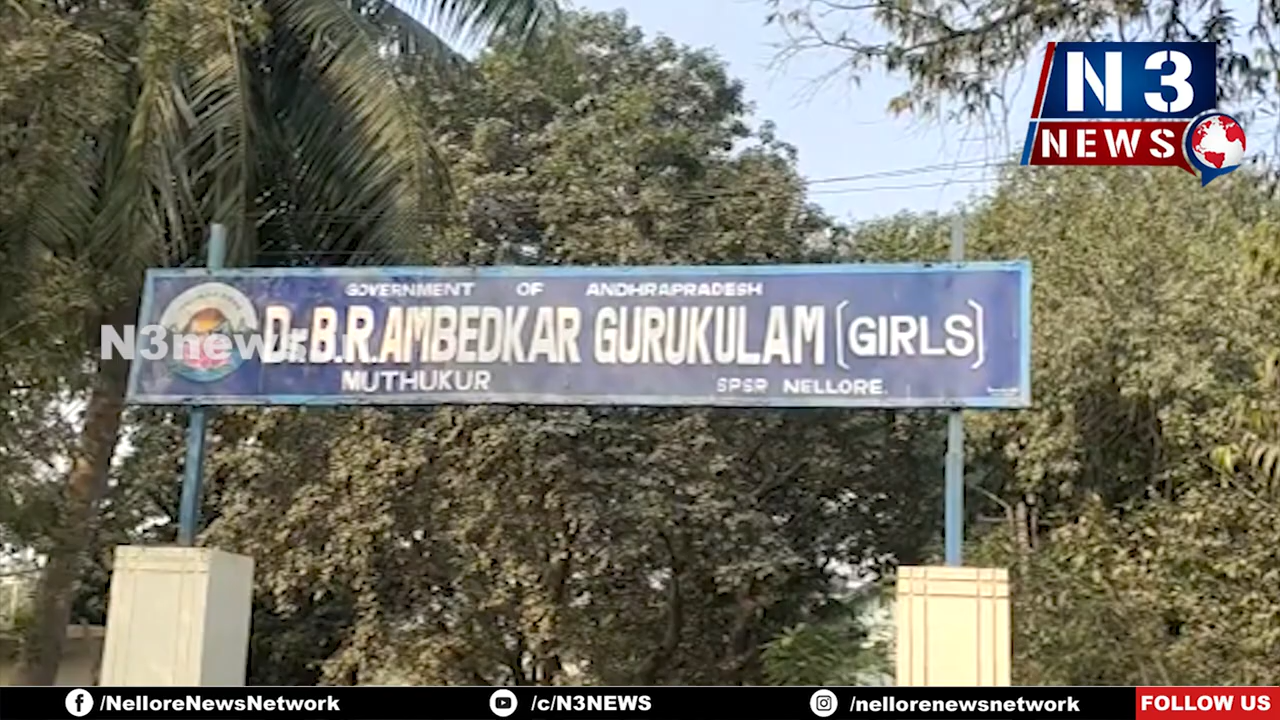 N3
NEWS
GOVERNMENT OF ANDHRAPRADESH
Dr B.R.AMBEDKAR GURUKULAM (GIRLS)
N3news
MUTHUKUR SPSR NELLORE.
/NelloreNewsNetwork /c/N3NEWS /nellorenewsnetwork FOLLOW US